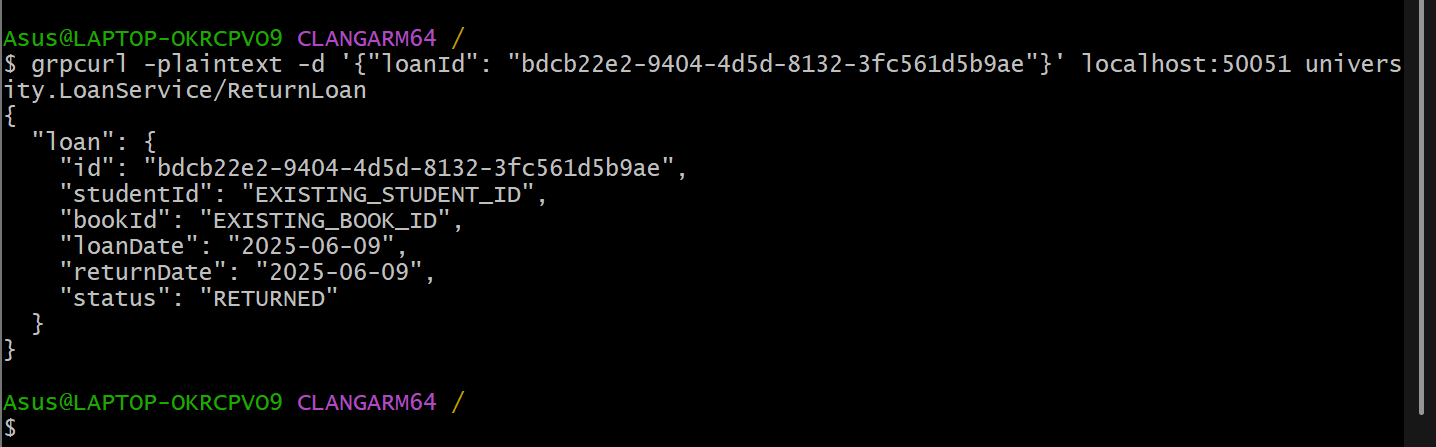 Asus@LAPTOP-OKRCPVO9 CLANGARM64 /
$ grpcurl -plaintext -d '{"loanId": "bdcb22e2-9404-4d5d-8132-3fc561d5b9ae"}' localhost:50051 univers
ity.LoanService/ReturnLoan
{
  "loan": {
    "id": "bdcb22e2-9404-4d5d-8132-3fc561d5b9ae",
    "studentId": "EXISTING_STUDENT_ID",
    "bookId": "EXISTING_BOOK_ID",
    "loanDate": "2025-06-09",
    "returnDate": "2025-06-09",
    "status": "RETURNED"
  }
}
Asus@LAPTOP-OKRCPVO9 CLANGARM64 /
$